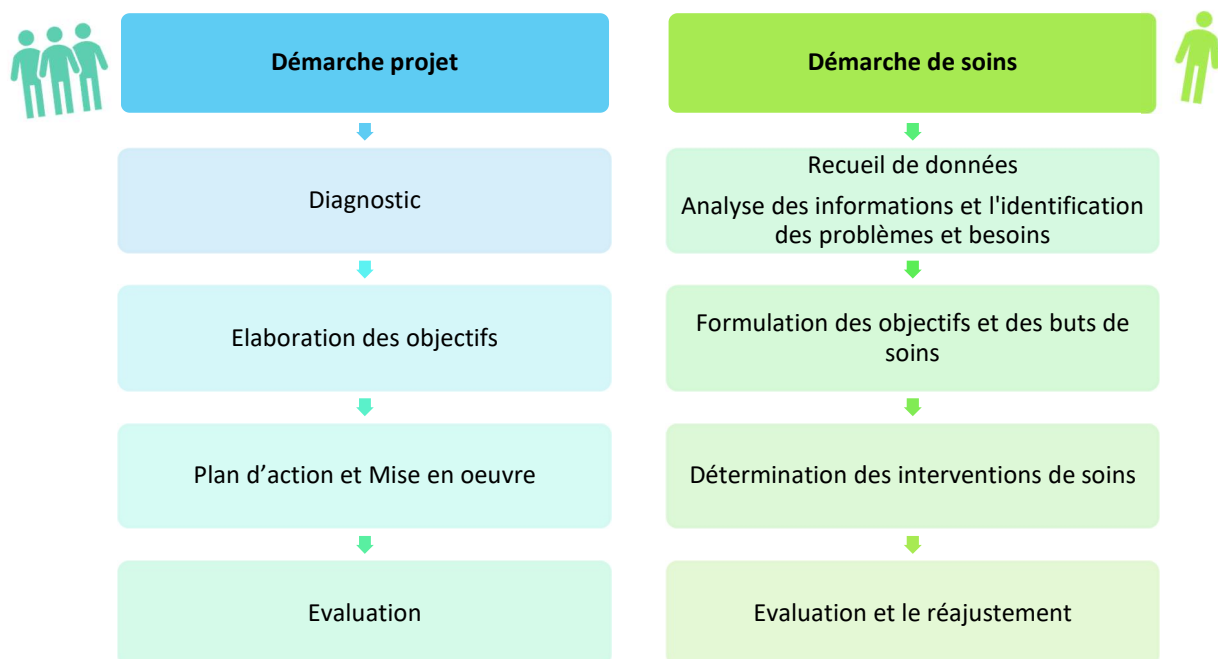 Démarche projet
Diagnostic
Elaboration des objectifs
Plan d’action et Mise en oeuvre
Evaluation
Démarche de soins
Recueil de données
Analyse des informations et l'identification
des problèmes et besoins
Formulation des objectifs et des buts de
soins
Détermination des interventions de soins
Evaluation et le réajustement